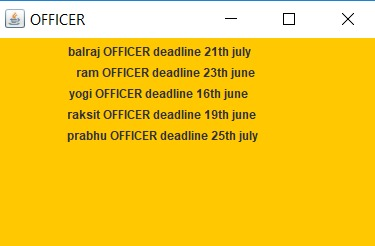 OFFICER
balraj OFFICER deadline 21th july
ram OFFICER deadline 23th june
yogi OFFICER deadline 16th june
raksit OFFICER deadline 19th june
prabhu OFFICER deadline 25th july